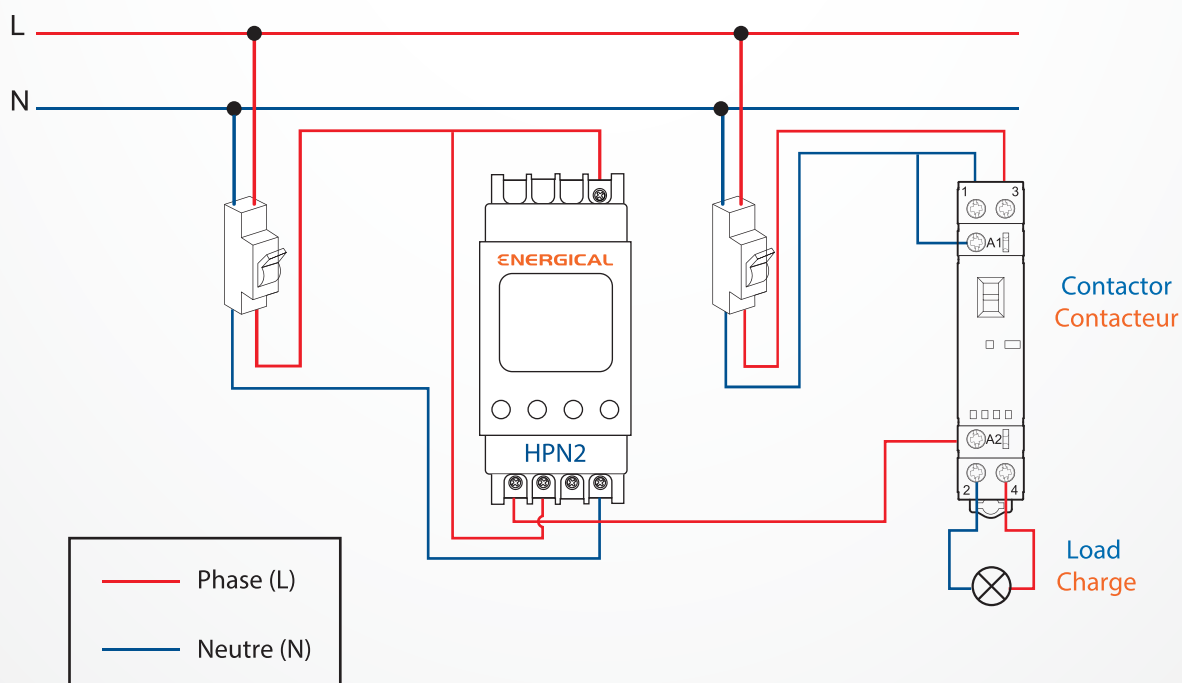 L
N
ENERGICAL
HPN2
1 3
A1
Contactor
Contacteur
A2
2 4
Load
Charge
Phase (L)
Neutre (N)